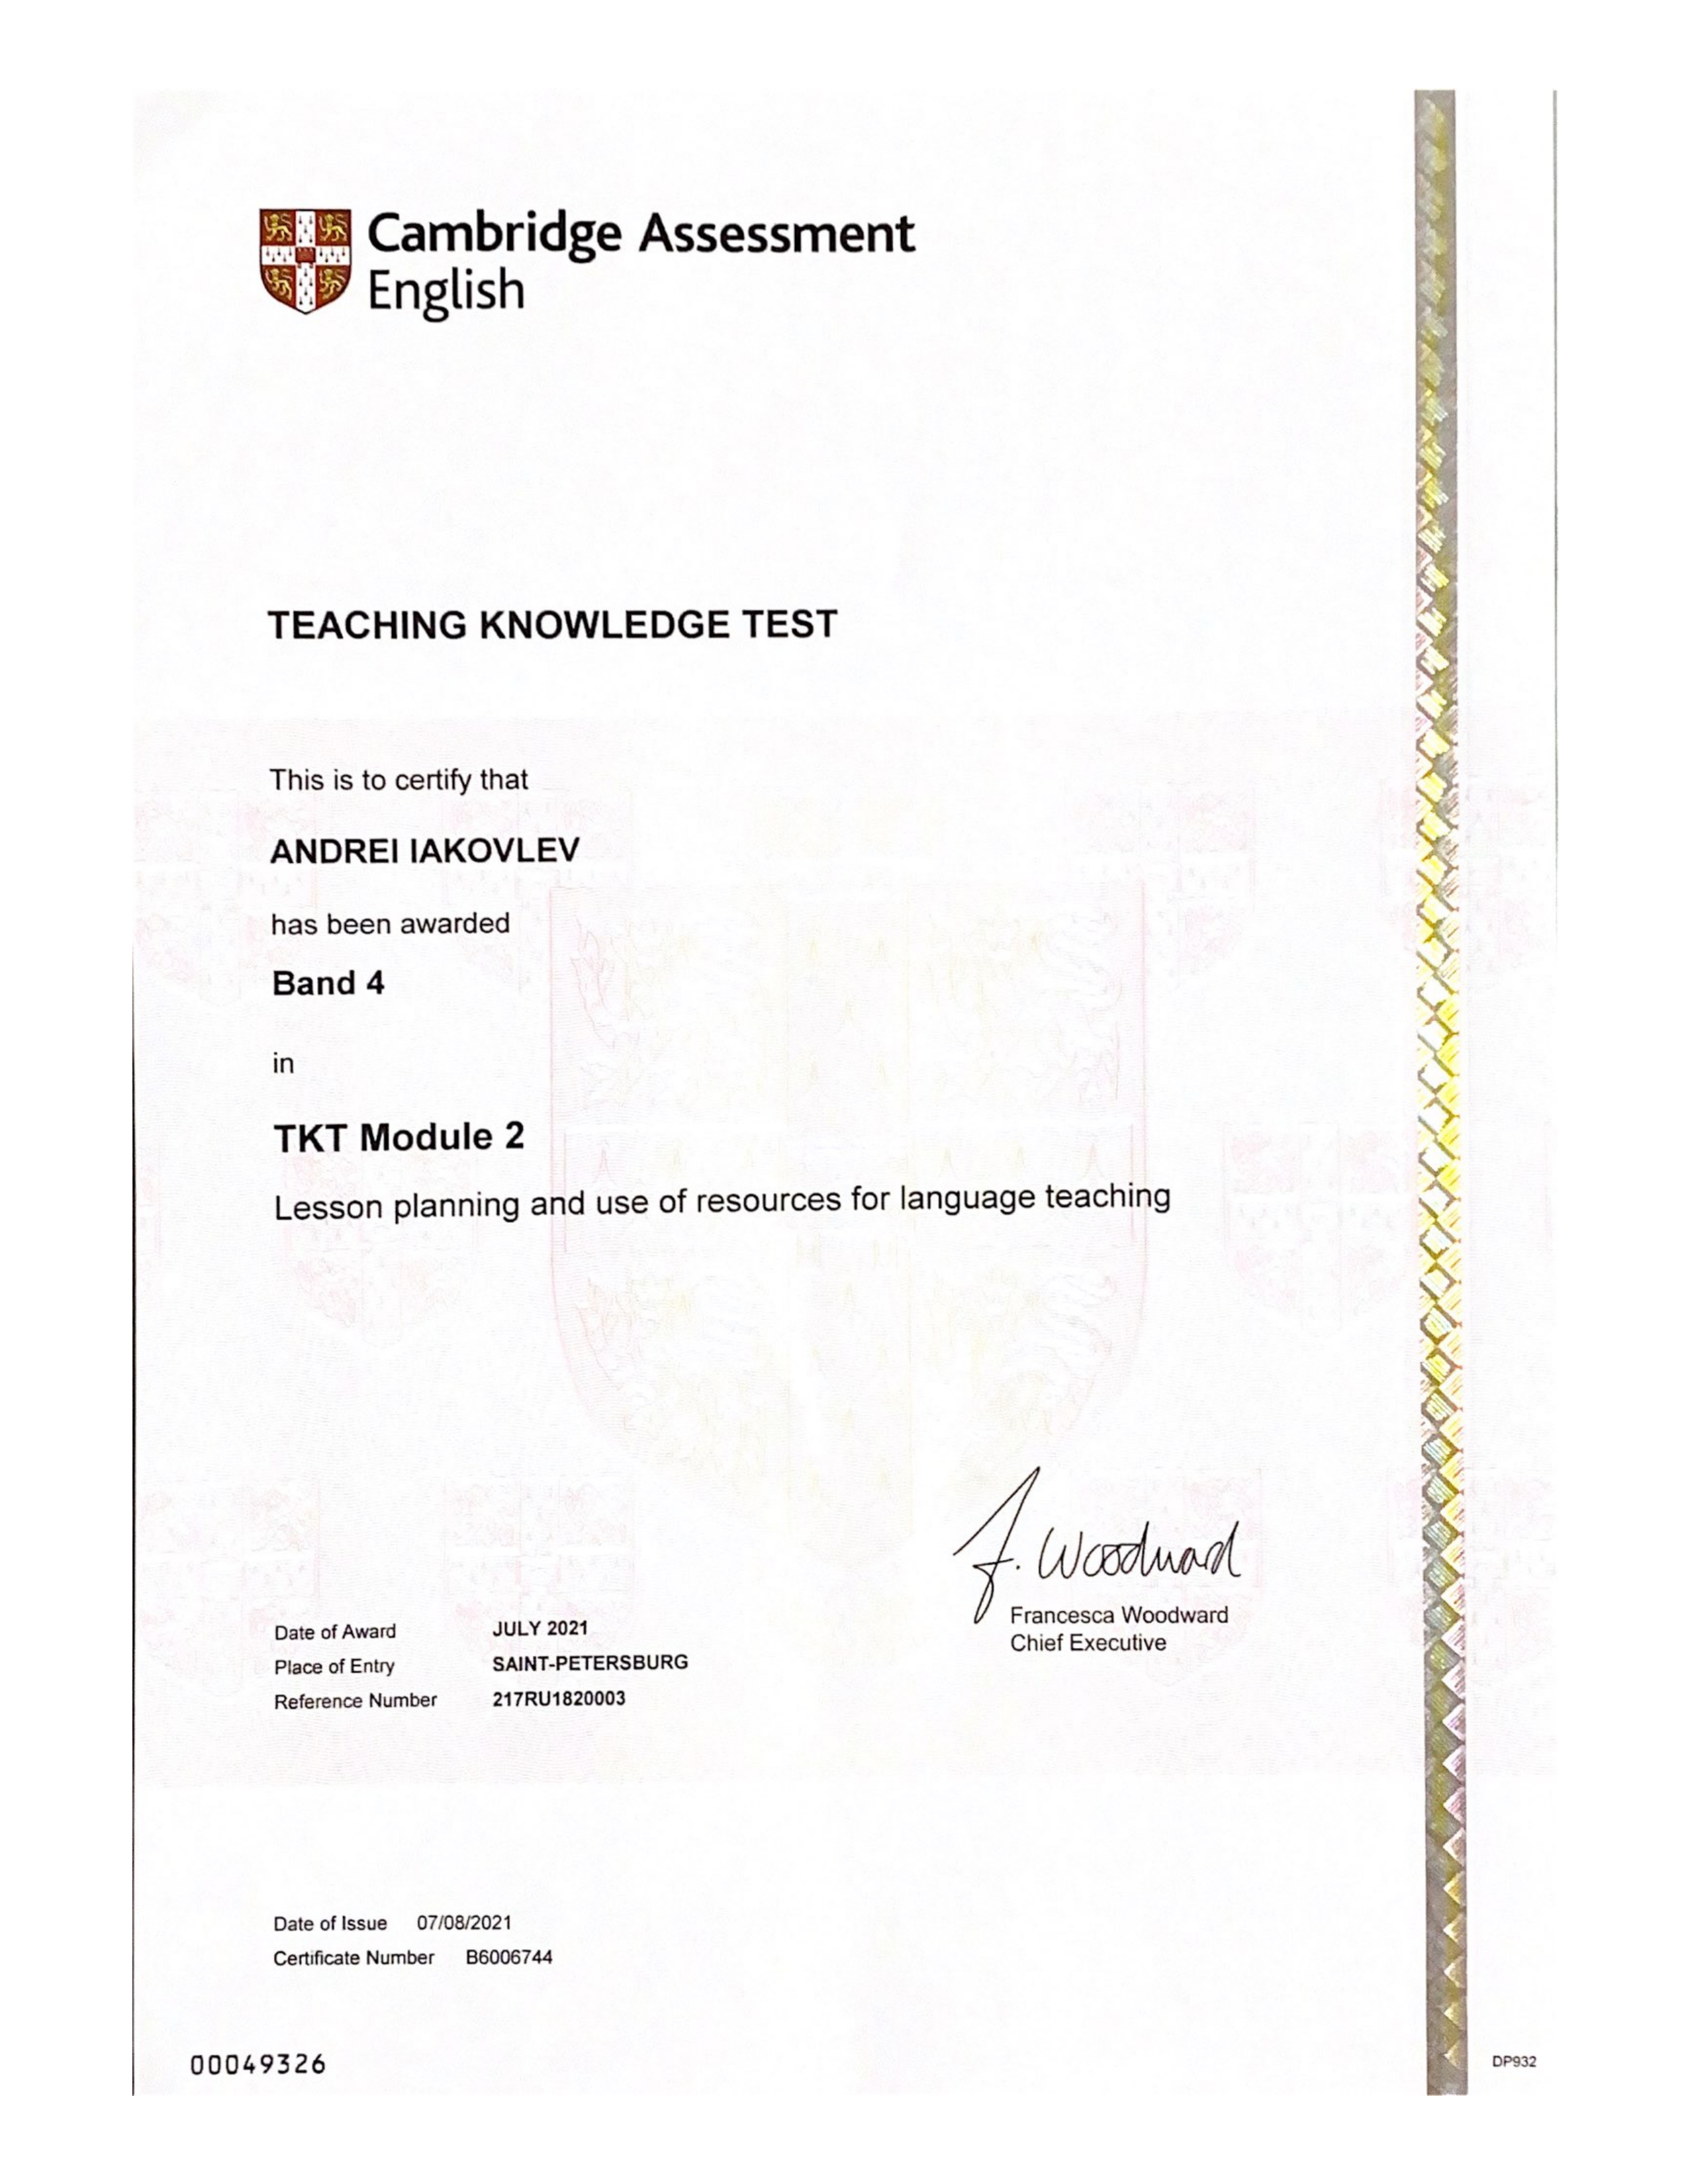 Cambridge Assessment
English
TEACHING KNOWLEDGE TEST
This is to certify that
ANDREI IAKOVLEV
has been awarded
Band 4
in
TKT Module 2
Lesson planning and use of resources for language teaching
F. Woodward
Francesca Woodward
Chief Executive
Date of Award JULY 2021
Place of Entry SAINT-PETERSBURG
Reference Number 217RU1820003
Date of Issue 07/08/2021
Certificate Number B6006744
00049326
DP932